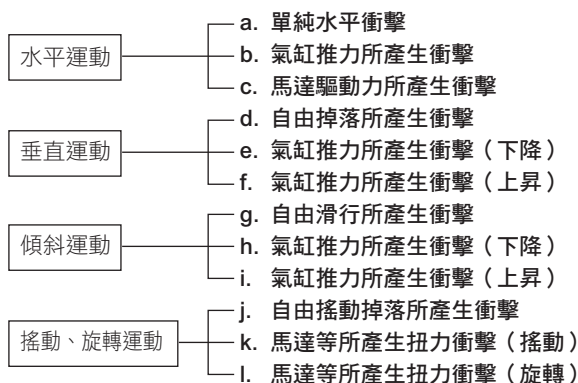 a. 單純水平衝擊
水平運動
b. 氣缸推力所產生衝擊
c. 馬達驅動力所產生衝擊
d. 自由掉落所產生衝擊
垂直運動
e. 氣缸推力所產生衝擊（下降）
f. 氣缸推力所產生衝擊（上昇）
g. 自由滑行所產生衝擊
傾斜運動
h. 氣缸推力所產生衝擊（下降）
i. 氣缸推力所產生衝擊（上昇）
j. 自由搖動掉落所產生衝擊
搖動、旋轉運動
k. 馬達等所產生扭力衝擊（搖動）
l. 馬達等所產生扭力衝擊（旋轉）